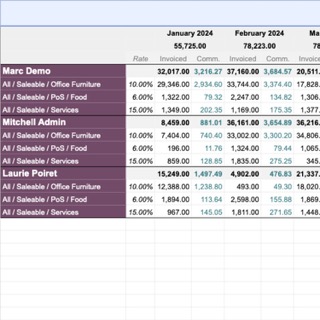 January 2024 February 2024 Ma
55,725.00 78,223.00 78
Rate Invoiced Comm. Invoiced Comm. Invoice
Marc Demo 32,017.00 3,216.27 37,160.00 3,684.57 20,511.
All / Saleable / Office Furniture 10.00% 29,346.00 2,934.60 33,744.00 3,374.40 17,828.
All / Saleable / PoS / Food 6.00% 1,322.00 79.32 2,247.00 134.82 1,306.
All / Saleable / Services 15.00% 1,349.00 202.35 1,169.00 175.35 1,377.
Mitchell Admin 8,459.00 881.01 36,161.00 3,654.89 36,216.
All / Saleable / Office Furniture 10.00% 7,404.00 740.40 33,002.00 3,300.20 34,806.
All / Saleable / PoS / Food 6.00% 196.00 11.76 1,324.00 79.44 1,065.
All / Saleable / Services 15.00% 859.00 128.85 1,835.00 275.25 345.
Laurie Poiret 15,249.00 1,497.49 4,902.00 476.83 21,337.
All / Saleable / Office Furniture 10.00% 12,388.00 1,238.80 493.00 49.30 18,020.
All / Saleable / PoS / Food 6.00% 1,894.00 113.64 2,598.00 155.88 1,869.
All / Saleable / Services 15.00% 967.00 145.05 1,811.00 271.65 1,448.